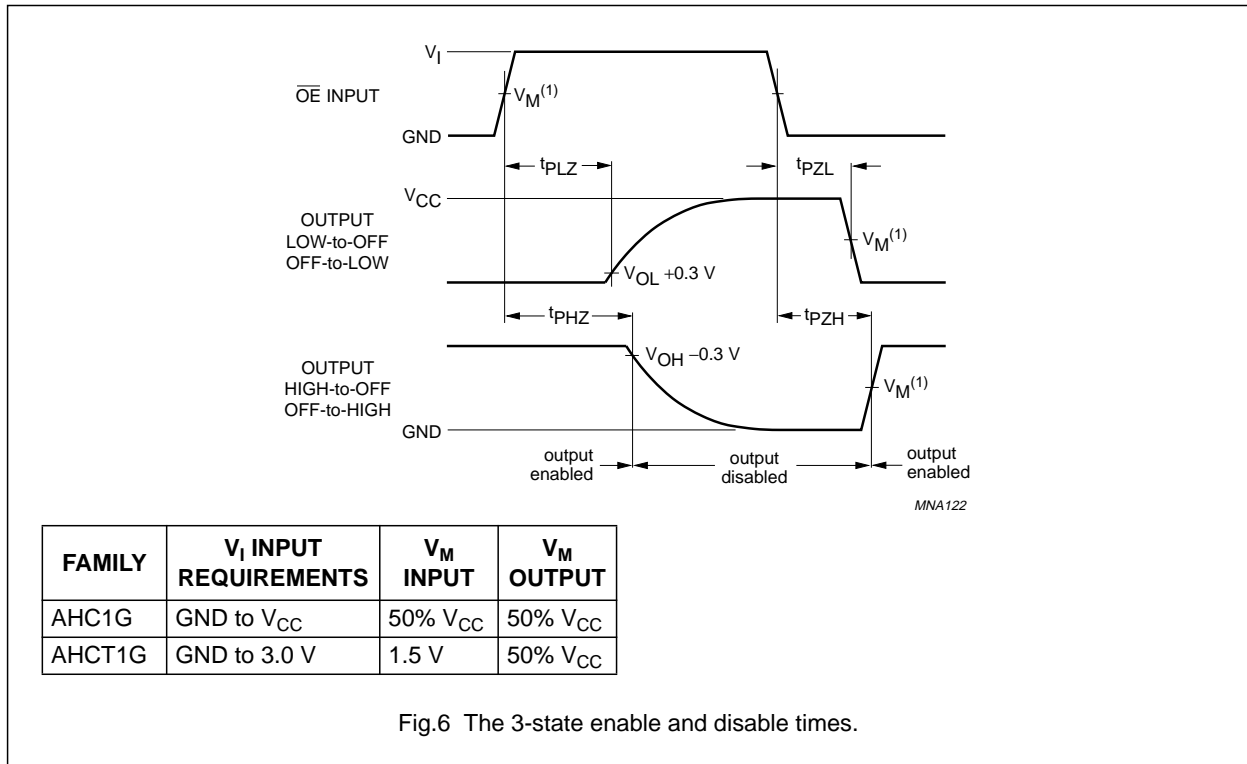 V_I
OE INPUT
V_M^(1)
GND
t_PLZ
t_PZL
V_CC
OUTPUT
LOW-to-OFF
OFF-to-LOW
V_M^(1)
V_OL +0.3 V
t_PHZ
t_PZH
V_OH −0.3 V
OUTPUT
HIGH-to-OFF
OFF-to-HIGH
V_M^(1)
GND
output
enabled
output
disabled
output
enabled
MNA122
FAMILY | V_I INPUT REQUIREMENTS | V_M INPUT | V_M OUTPUT
AHC1G | GND to V_CC | 50% V_CC | 50% V_CC
AHCT1G | GND to 3.0 V | 1.5 V | 50% V_CC
Fig.6 The 3-state enable and disable times.